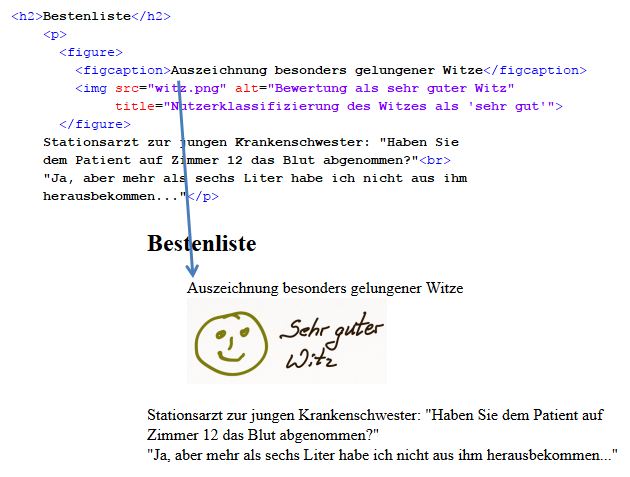 <h2>Bestenliste</h2>
<p>
<figure>
<figcaption>Auszeichnung besonders gelungener Witze</figcaption>
<img src="witz.png" alt="Bewertung als sehr guter Witz"
title="Nutzerklassifizierung des Witzes als 'sehr gut'">
</figure>
Stationsarzt zur jungen Krankenschwester: "Haben Sie
dem Patient auf Zimmer 12 das Blut abgenommen?"<br>
"Ja, aber mehr als sechs Liter habe ich nicht aus ihm
herausbekommen..."</p>
Bestenliste
Auszeichnung besonders gelungener Witze
Sehr guter
Witz
Stationsarzt zur jungen Krankenschwester: "Haben Sie dem Patient auf
Zimmer 12 das Blut abgenommen?"
"Ja, aber mehr als sechs Liter habe ich nicht aus ihm herausbekommen..."